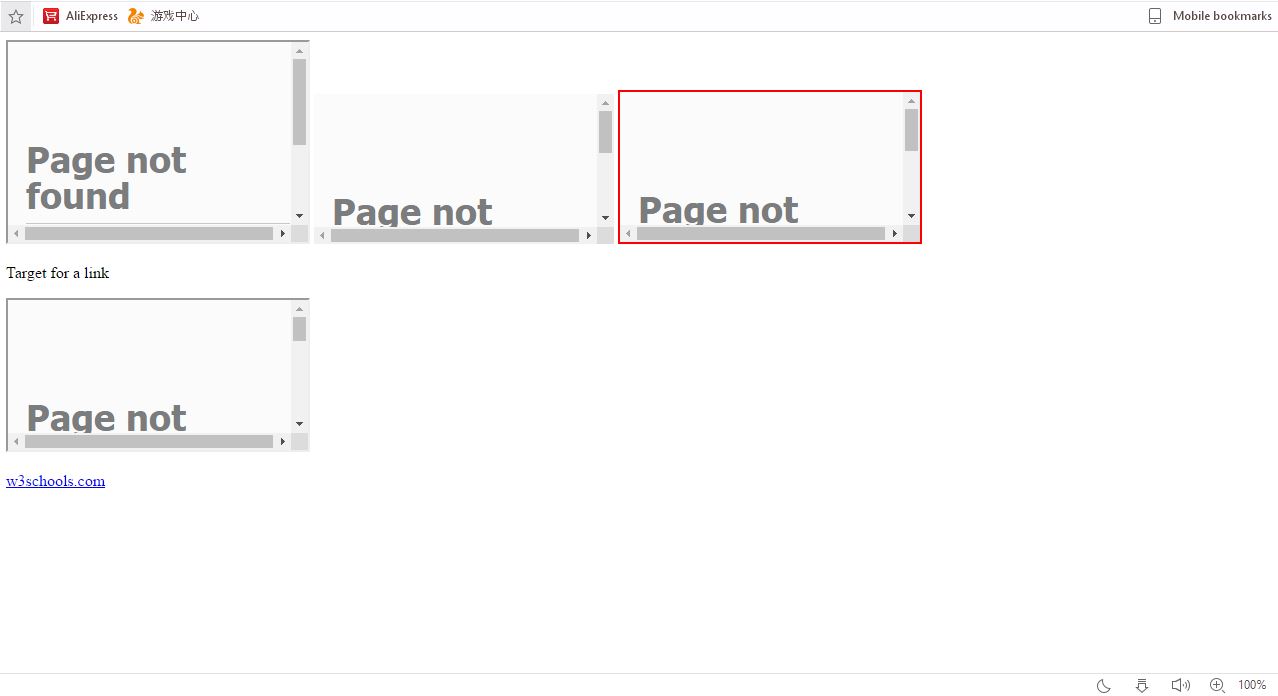 AliExpress 游戏中心 Mobile bookmarks
Page not
found
Page not
Page not
Target for a link
Page not
w3schools.com
100%